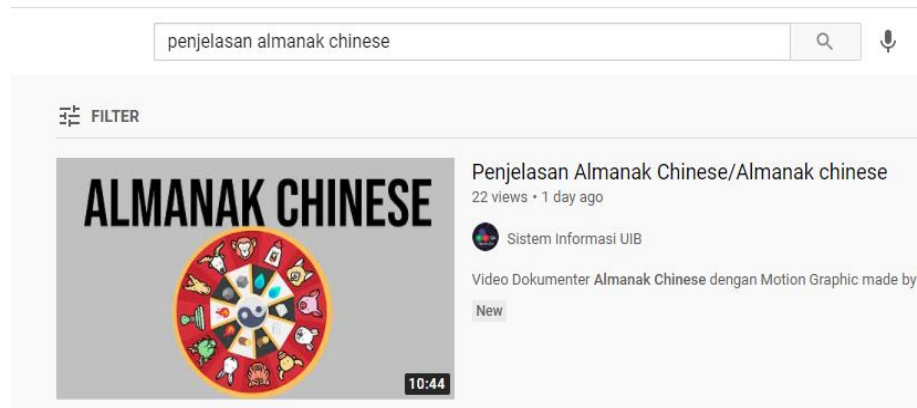 penjelasan almanak chinese
FILTER
ALMANAK CHINESE
10:44
Penjelasan Almanak Chinese/Almanak chinese
22 views • 1 day ago
Sistem Informasi UIB
Video Dokumenter Almanak Chinese dengan Motion Graphic made by
New